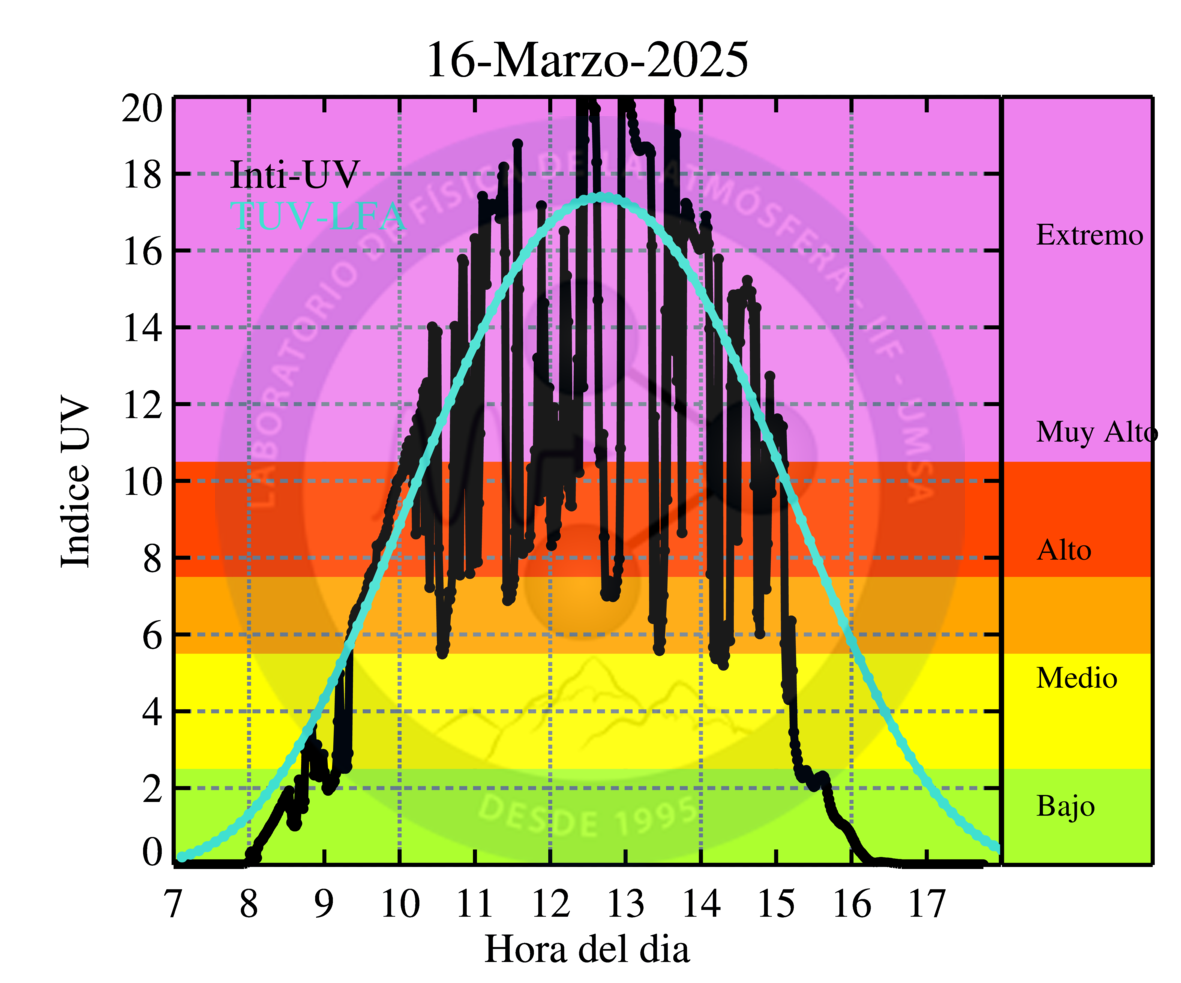 16-Marzo-2025
20
18
16
14
12
10
8
6
4
2
0
Indice UV
Inti-UV
TUV-LFA
LABORATORIO DE FÍSICA DE LA ATMÓSFERA - IIF - UMSA
DESDE 1995
Extremo
Muy Alto
Alto
Medio
Bajo
7 8 9 10 11 12 13 14 15 16 17
Hora del dia